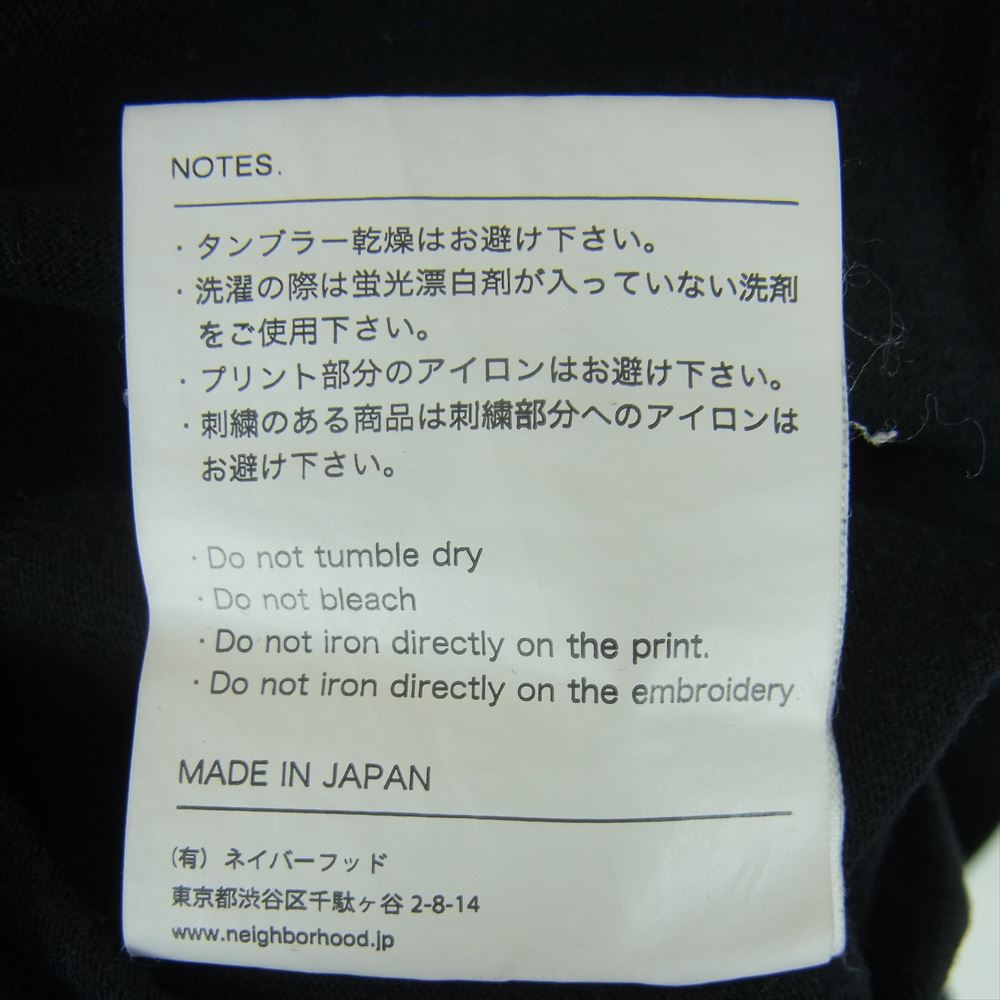 NOTES.
・タンブラー乾燥はお避け下さい。
・洗濯の際は蛍光漂白剤が入っていない洗剤
をご使用下さい。
・プリント部分のアイロンはお避け下さい。
・刺繍のある商品は刺繍部分へのアイロンは
お避け下さい。
・Do not tumble dry
・Do not bleach
・Do not iron directly on the print.
・Do not iron directly on the embroidery.
MADE IN JAPAN
(有) ネイバーフッド
東京都渋谷区千駄ヶ谷 2-8-14
www.neighborhood.jp